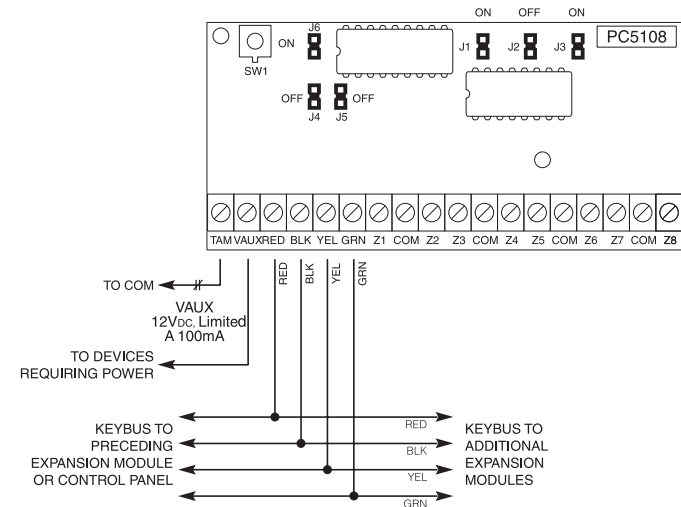 ON OFF ON
J6
PC5108
ON
J1 J2 J3
SW1
OFF OFF
J4 J5
TAM VAUX RED BLK YEL GRN Z1 COM Z2 Z3 COM Z4 Z5 COM Z6 Z7 COM Z8
RED BLK YEL GRN
TO COM
VAUX
12VDC, Limited
A 100mA
TO DEVICES
REQUIRING POWER
KEYBUS TO
PRECEDING
EXPANSION MODULE
OR CONTROL PANEL
RED
BLK
YEL
GRN
KEYBUS TO
ADDITIONAL
EXPANSION
MODULES